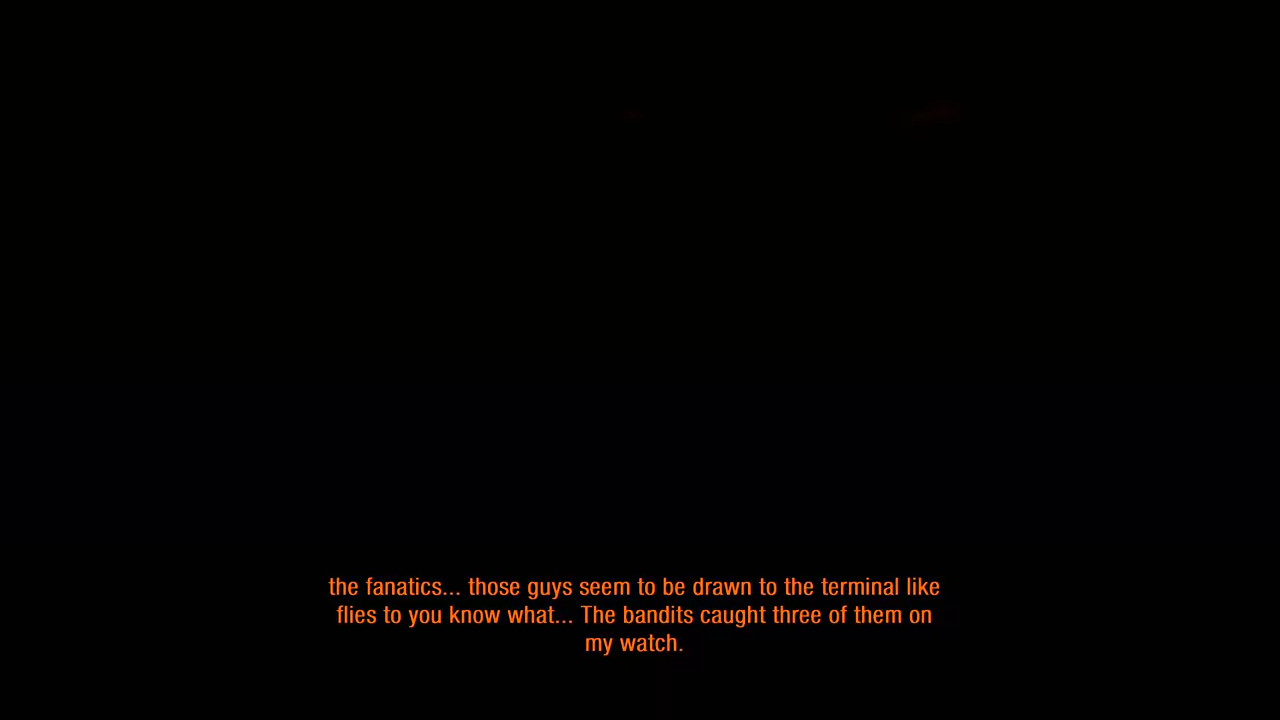 the fanatics... those guys seem to be drawn to the terminal like
flies to you know what... The bandits caught three of them on
my watch.